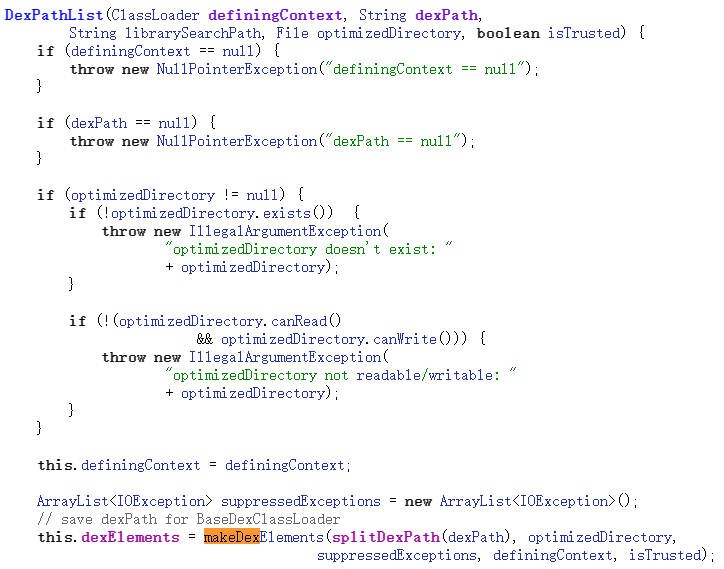 DexPathList(ClassLoader definingContext, String dexPath,
        String librarySearchPath, File optimizedDirectory, boolean isTrusted) {
    if (definingContext == null) {
        throw new NullPointerException("definingContext == null");
    }

    if (dexPath == null) {
        throw new NullPointerException("dexPath == null");
    }

    if (optimizedDirectory != null) {
        if (!optimizedDirectory.exists())  {
            throw new IllegalArgumentException(
                    "optimizedDirectory doesn't exist: "
                    + optimizedDirectory);
        }

        if (!(optimizedDirectory.canRead()
                        && optimizedDirectory.canWrite())) {
            throw new IllegalArgumentException(
                    "optimizedDirectory not readable/writable: "
                    + optimizedDirectory);
        }
    }

    this.definingContext = definingContext;

    ArrayList<IOException> suppressedExceptions = new ArrayList<IOException>();
    // save dexPath for BaseDexClassLoader
    this.dexElements = makeDexElements(splitDexPath(dexPath), optimizedDirectory,
                                       suppressedExceptions, definingContext, isTrusted);